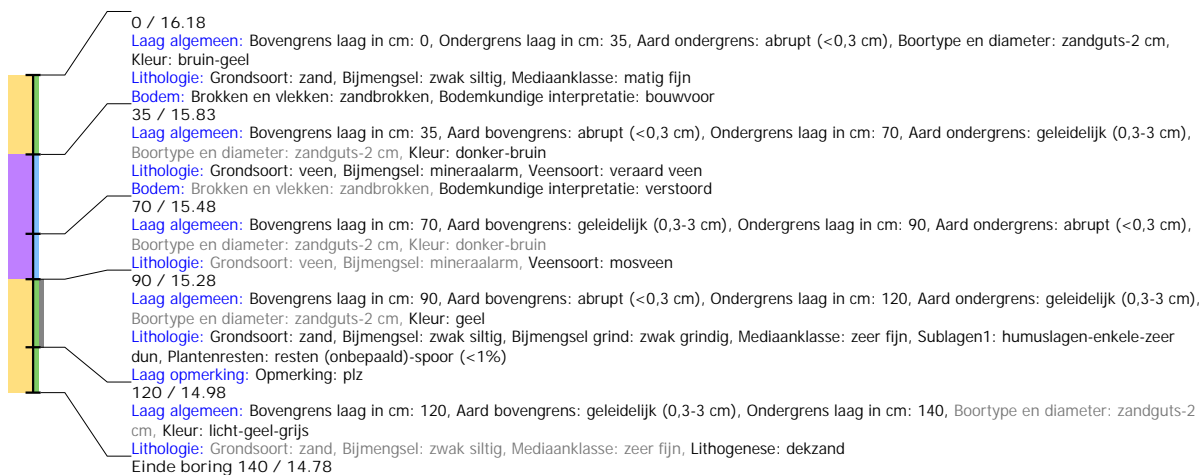 0 / 16.18
Laag algemeen: Bovengrens laag in cm: 0, Ondergrens laag in cm: 35, Aard ondergrens: abrupt (<0,3 cm), Boortype en diameter: zandguts-2 cm,
Kleur: bruin-geel
Lithologie: Grondsoort: zand, Bijmengsel: zwak siltig, Mediaanklasse: matig fijn
Bodem: Brokken en vlekken: zandbrokken, Bodemkundige interpretatie: bouwvoor
35 / 15.83
Laag algemeen: Bovengrens laag in cm: 35, Aard bovengrens: abrupt (<0,3 cm), Ondergrens laag in cm: 70, Aard ondergrens: geleidelijk (0,3-3 cm),
Boortype en diameter: zandguts-2 cm, Kleur: donker-bruin
Lithologie: Grondsoort: veen, Bijmengsel: mineraalarm, Veensoort: veraard veen
Bodem: Brokken en vlekken: zandbrokken, Bodemkundige interpretatie: verstoord
70 / 15.48
Laag algemeen: Bovengrens laag in cm: 70, Aard bovengrens: geleidelijk (0,3-3 cm), Ondergrens laag in cm: 90, Aard ondergrens: abrupt (<0,3 cm),
Boortype en diameter: zandguts-2 cm, Kleur: donker-bruin
Lithologie: Grondsoort: veen, Bijmengsel: mineraalarm, Veensoort: mosveen
90 / 15.28
Laag algemeen: Bovengrens laag in cm: 90, Aard bovengrens: abrupt (<0,3 cm), Ondergrens laag in cm: 120, Aard ondergrens: geleidelijk (0,3-3 cm),
Boortype en diameter: zandguts-2 cm, Kleur: geel
Lithologie: Grondsoort: zand, Bijmengsel: zwak siltig, Bijmengsel grind: zwak grindig, Mediaanklasse: zeer fijn, Sublagen1: humuslagen-enkele-zeer
dun, Plantenresten: resten (onbepaald)-spoor (<1%)
Laag opmerking: Opmerking: plz
120 / 14.98
Laag algemeen: Bovengrens laag in cm: 120, Aard bovengrens: geleidelijk (0,3-3 cm), Ondergrens laag in cm: 140, Boortype en diameter: zandguts-2
cm, Kleur: licht-geel-grijs
Lithologie: Grondsoort: zand, Bijmengsel: zwak siltig, Mediaanklasse: zeer fijn, Lithogenese: dekzand
Einde boring 140 / 14.78